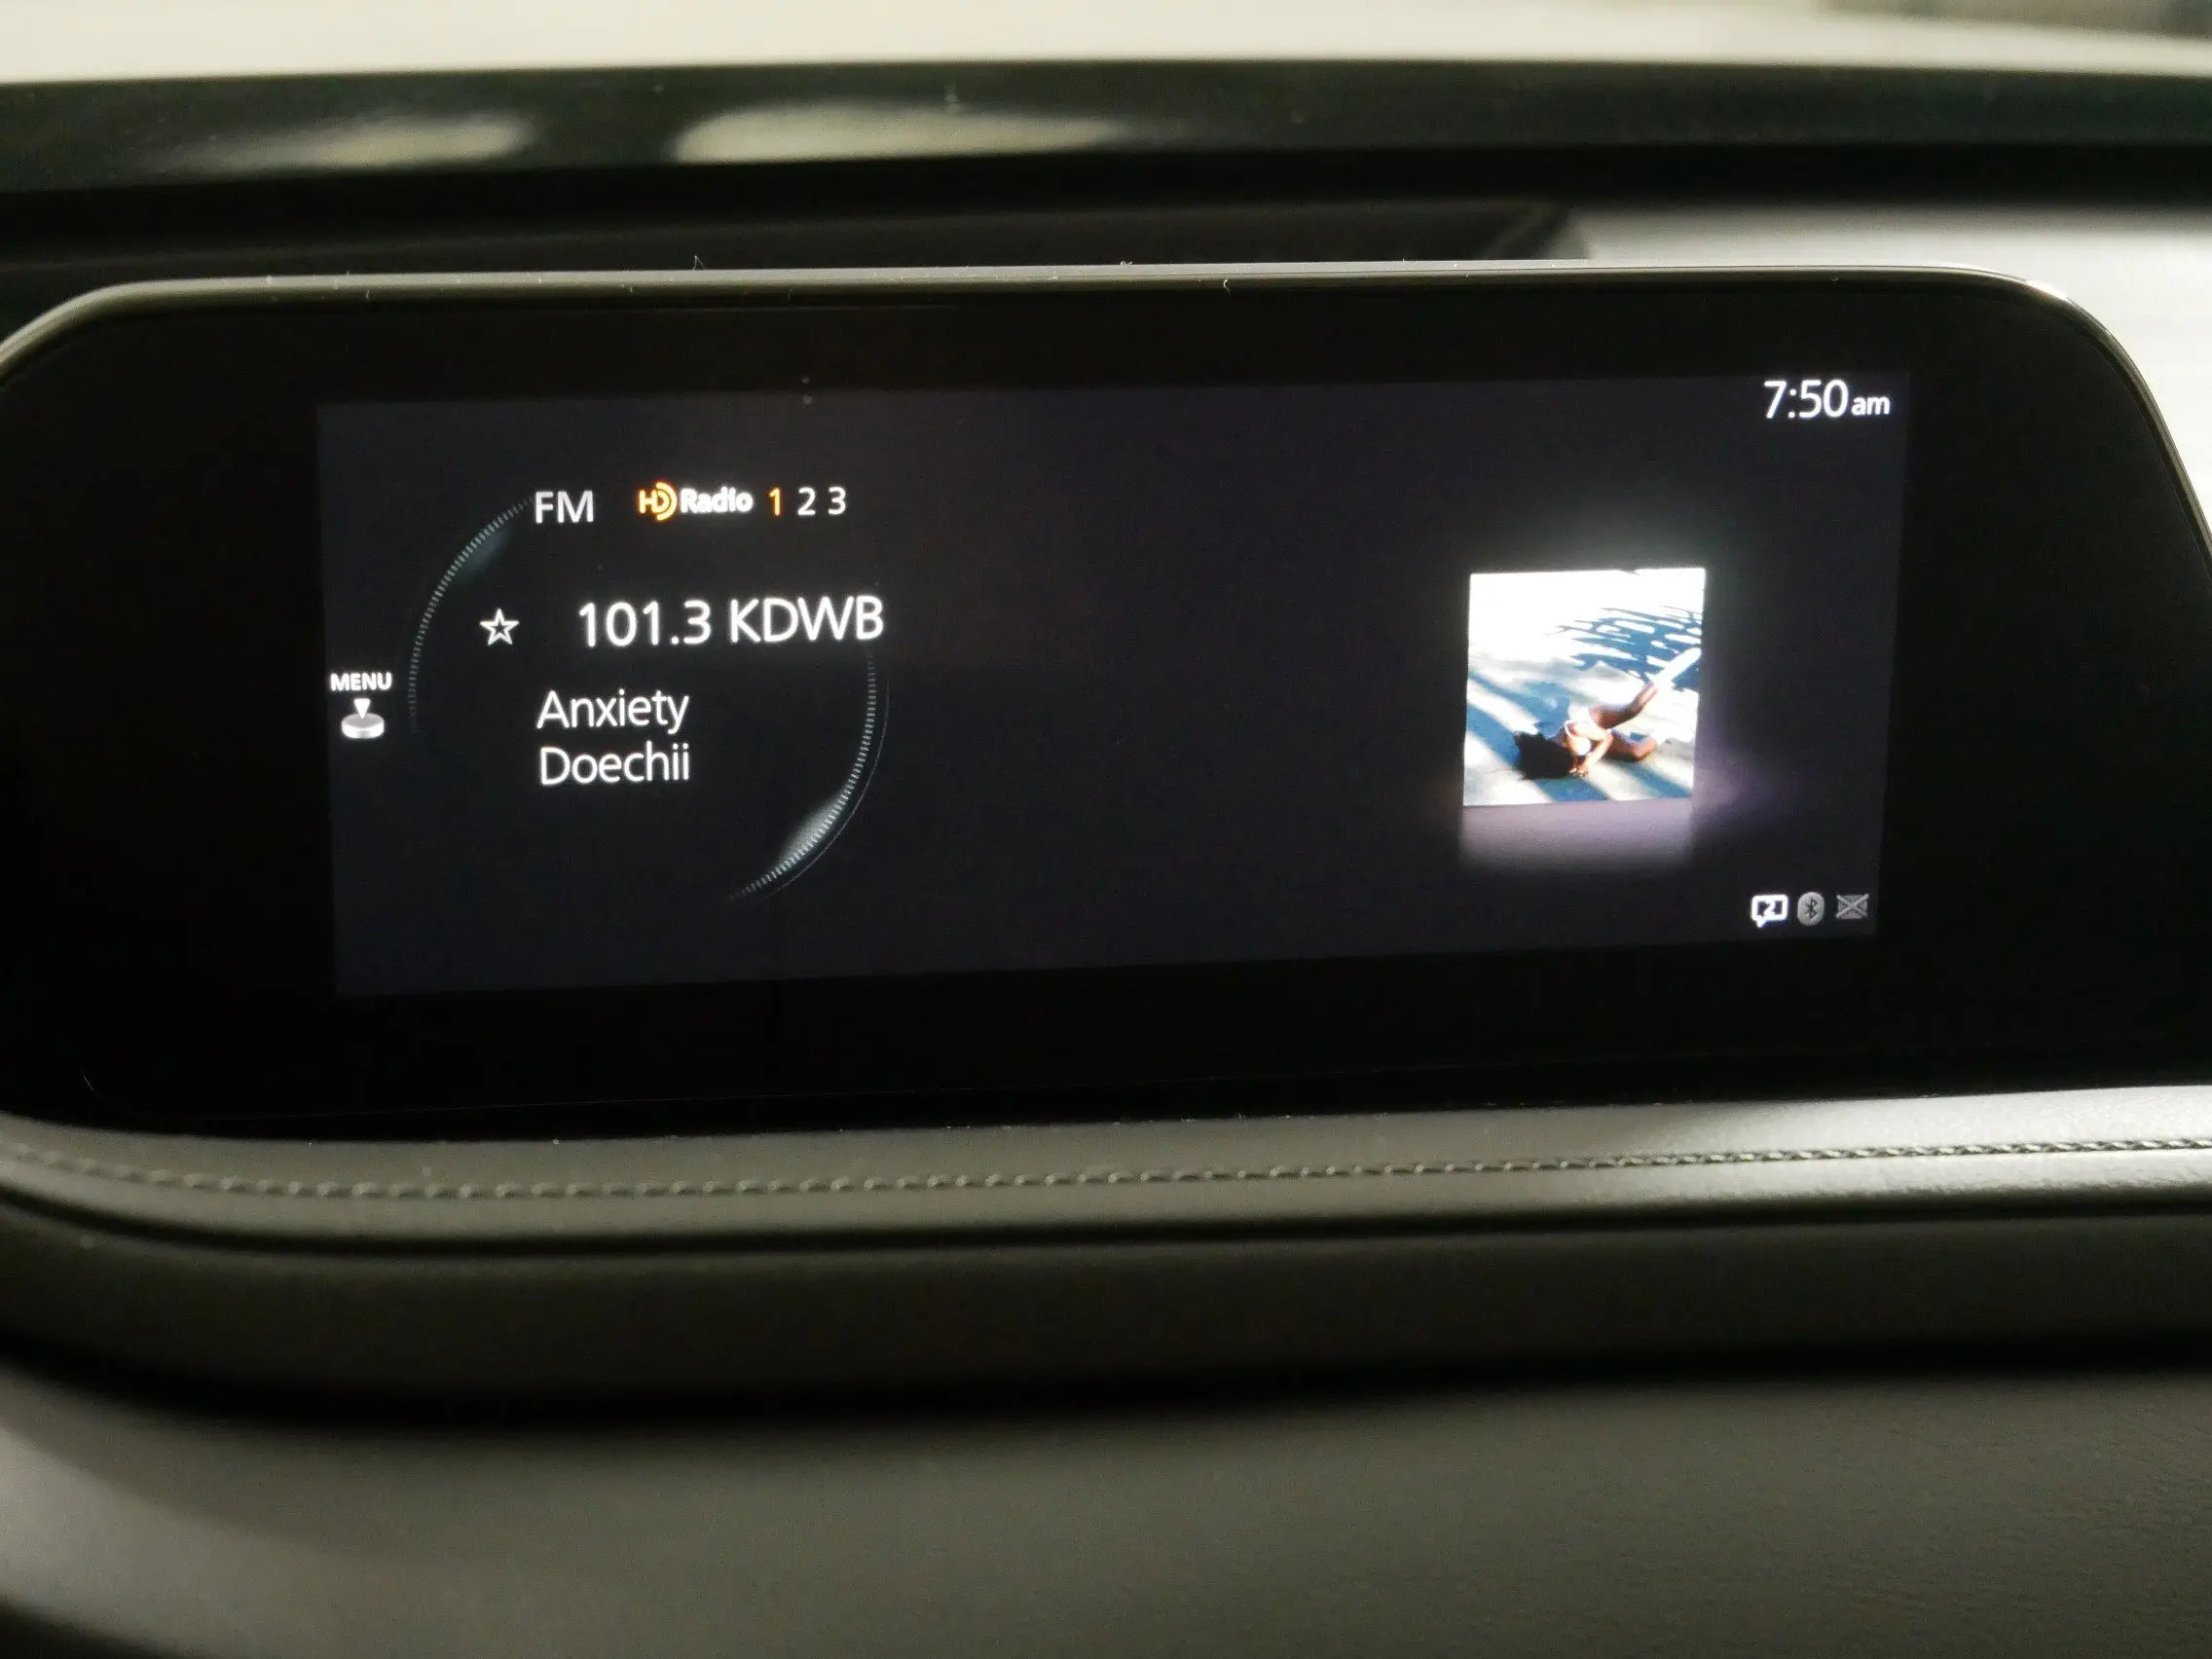 7:50am
FM HD Radio 1 2 3
101.3 KDWB
MENU
Anxiety
Doechii